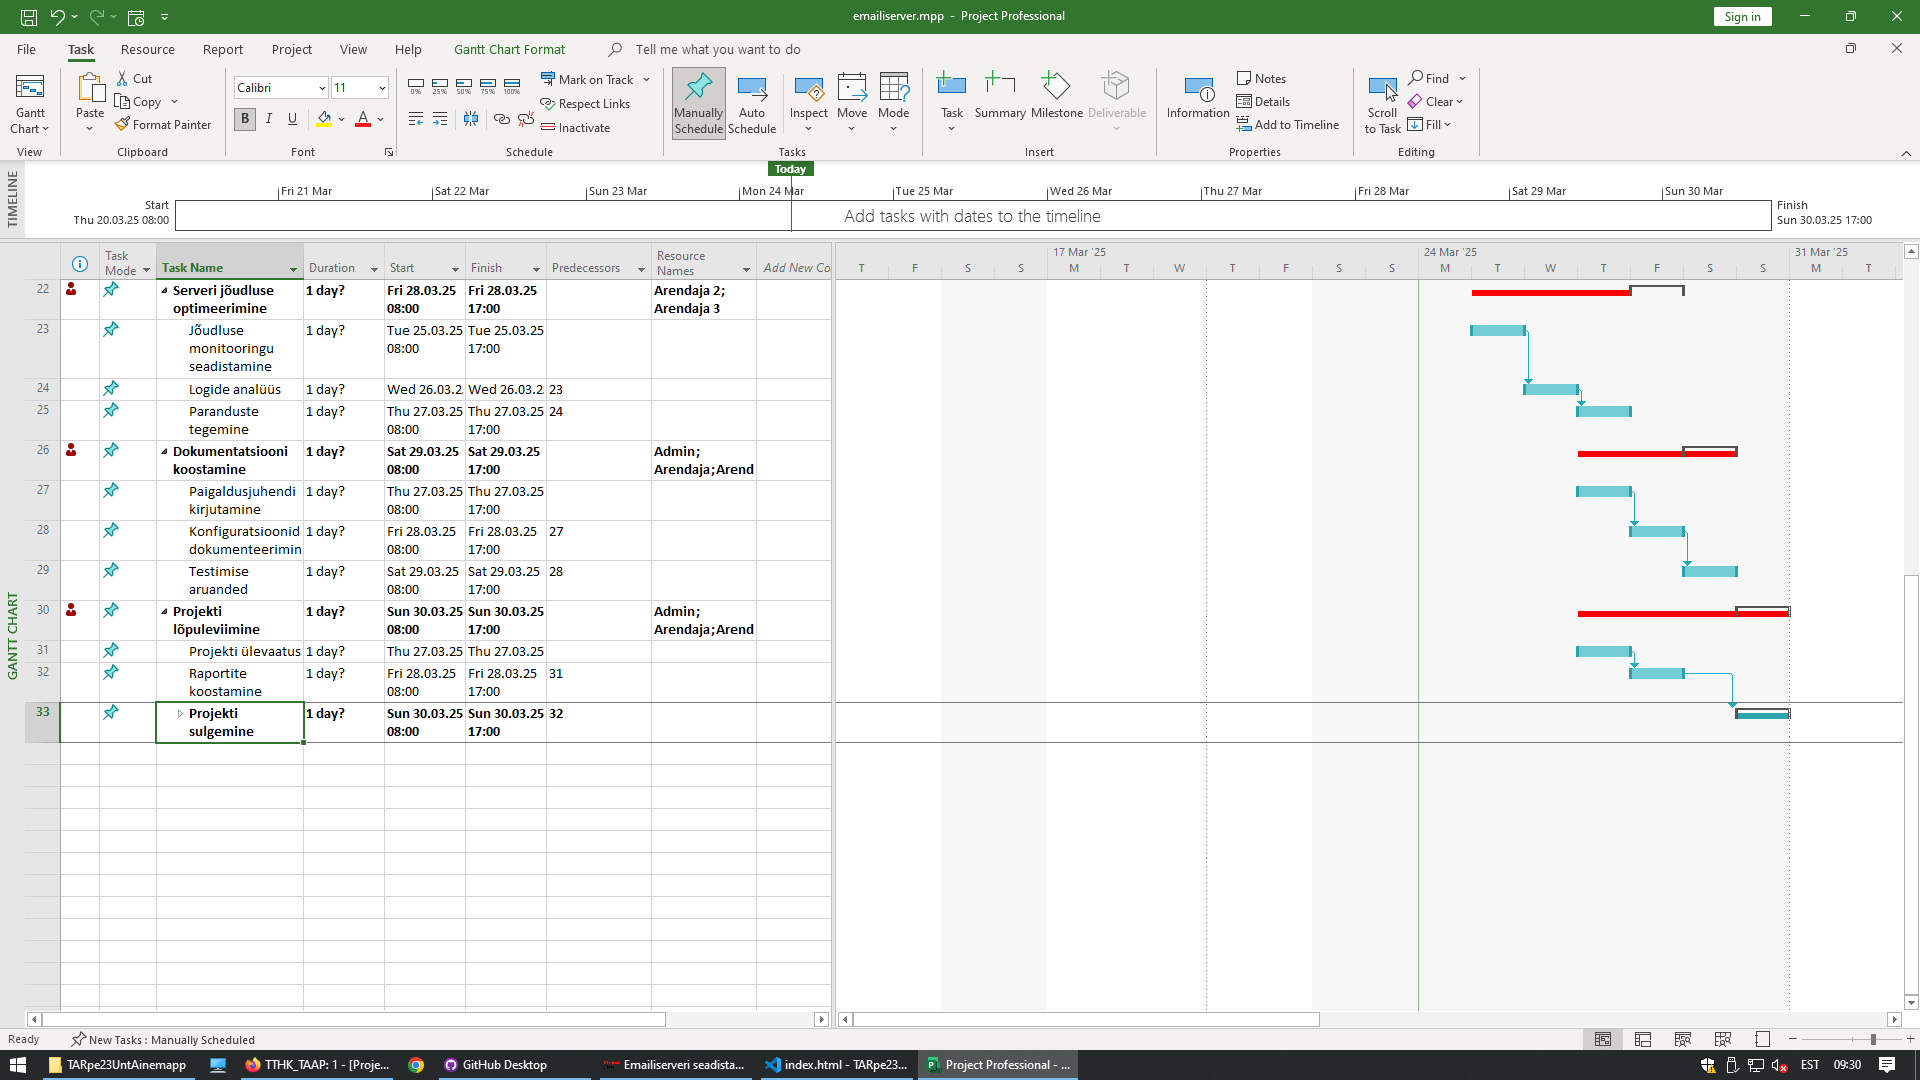 emailiserver.mpp - Project Professional
Sign in
File Task Resource Report Project View Help Gantt Chart Format Tell me what you want to do
Gantt Chart
View
Paste
Cut
Copy
Format Painter
Clipboard
Calibri 11
B I U A
Font
0% 25% 50% 75% 100%
Mark on Track
Respect Links
Inactivate
Schedule
Manually Schedule
Auto Schedule
Inspect
Move
Mode
Tasks
Task
Summary
Milestone
Deliverable
Insert
Information
Notes
Details
Add to Timeline
Properties
Scroll to Task
Find
Clear
Fill
Editing
TIMELINE
Today
Fri 21 Mar Sat 22 Mar Sun 23 Mar Mon 24 Mar Tue 25 Mar Wed 26 Mar Thu 27 Mar Fri 28 Mar Sat 29 Mar Sun 30 Mar
Start
Thu 20.03.25 08:00
Add tasks with dates to the timeline
Finish
Sun 30.03.25 17:00
GANTT CHART
Task Mode Task Name Duration Start Finish Predecessors Resource Names Add New Co
17 Mar '25 24 Mar '25 31 Mar '25
T F S S M T W T F S S M T W T F S S M T
22 Serveri jõudluse optimeerimine 1 day? Fri 28.03.25 08:00 Fri 28.03.25 17:00 Arendaja 2; Arendaja 3
23 Jõudluse monitooringu seadistamine 1 day? Tue 25.03.25 08:00 Tue 25.03.25 17:00
24 Logide analüüs 1 day? Wed 26.03.2 Wed 26.03.2 23
25 Paranduste tegemine 1 day? Thu 27.03.25 08:00 Thu 27.03.25 17:00 24
26 Dokumentatsiooni koostamine 1 day? Sat 29.03.25 08:00 Sat 29.03.25 17:00 Admin; Arendaja;Arend
27 Paigaldusjuhendi kirjutamine 1 day? Thu 27.03.25 08:00 Thu 27.03.25 17:00
28 Konfiguratsioonid dokumenteerimin 1 day? Fri 28.03.25 08:00 Fri 28.03.25 17:00 27
29 Testimise aruanded 1 day? Sat 29.03.25 08:00 Sat 29.03.25 17:00 28
30 Projekti lõpuleviimine 1 day? Sun 30.03.25 08:00 Sun 30.03.25 17:00 Admin; Arendaja;Arend
31 Projekti ülevaatus 1 day? Thu 27.03.25 Thu 27.03.25
32 Raportite koostamine 1 day? Fri 28.03.25 08:00 Fri 28.03.25 17:00 31
33 Projekti sulgemine 1 day? Sun 30.03.25 08:00 Sun 30.03.25 17:00 32
Ready New Tasks : Manually Scheduled
TARpe23UntAinemapp
TTHK_TAAP: 1 - [Proje...
GitHub Desktop
Emailiserveri seadista...
index.html - TARpe23...
Project Professional - ...
EST 09:30